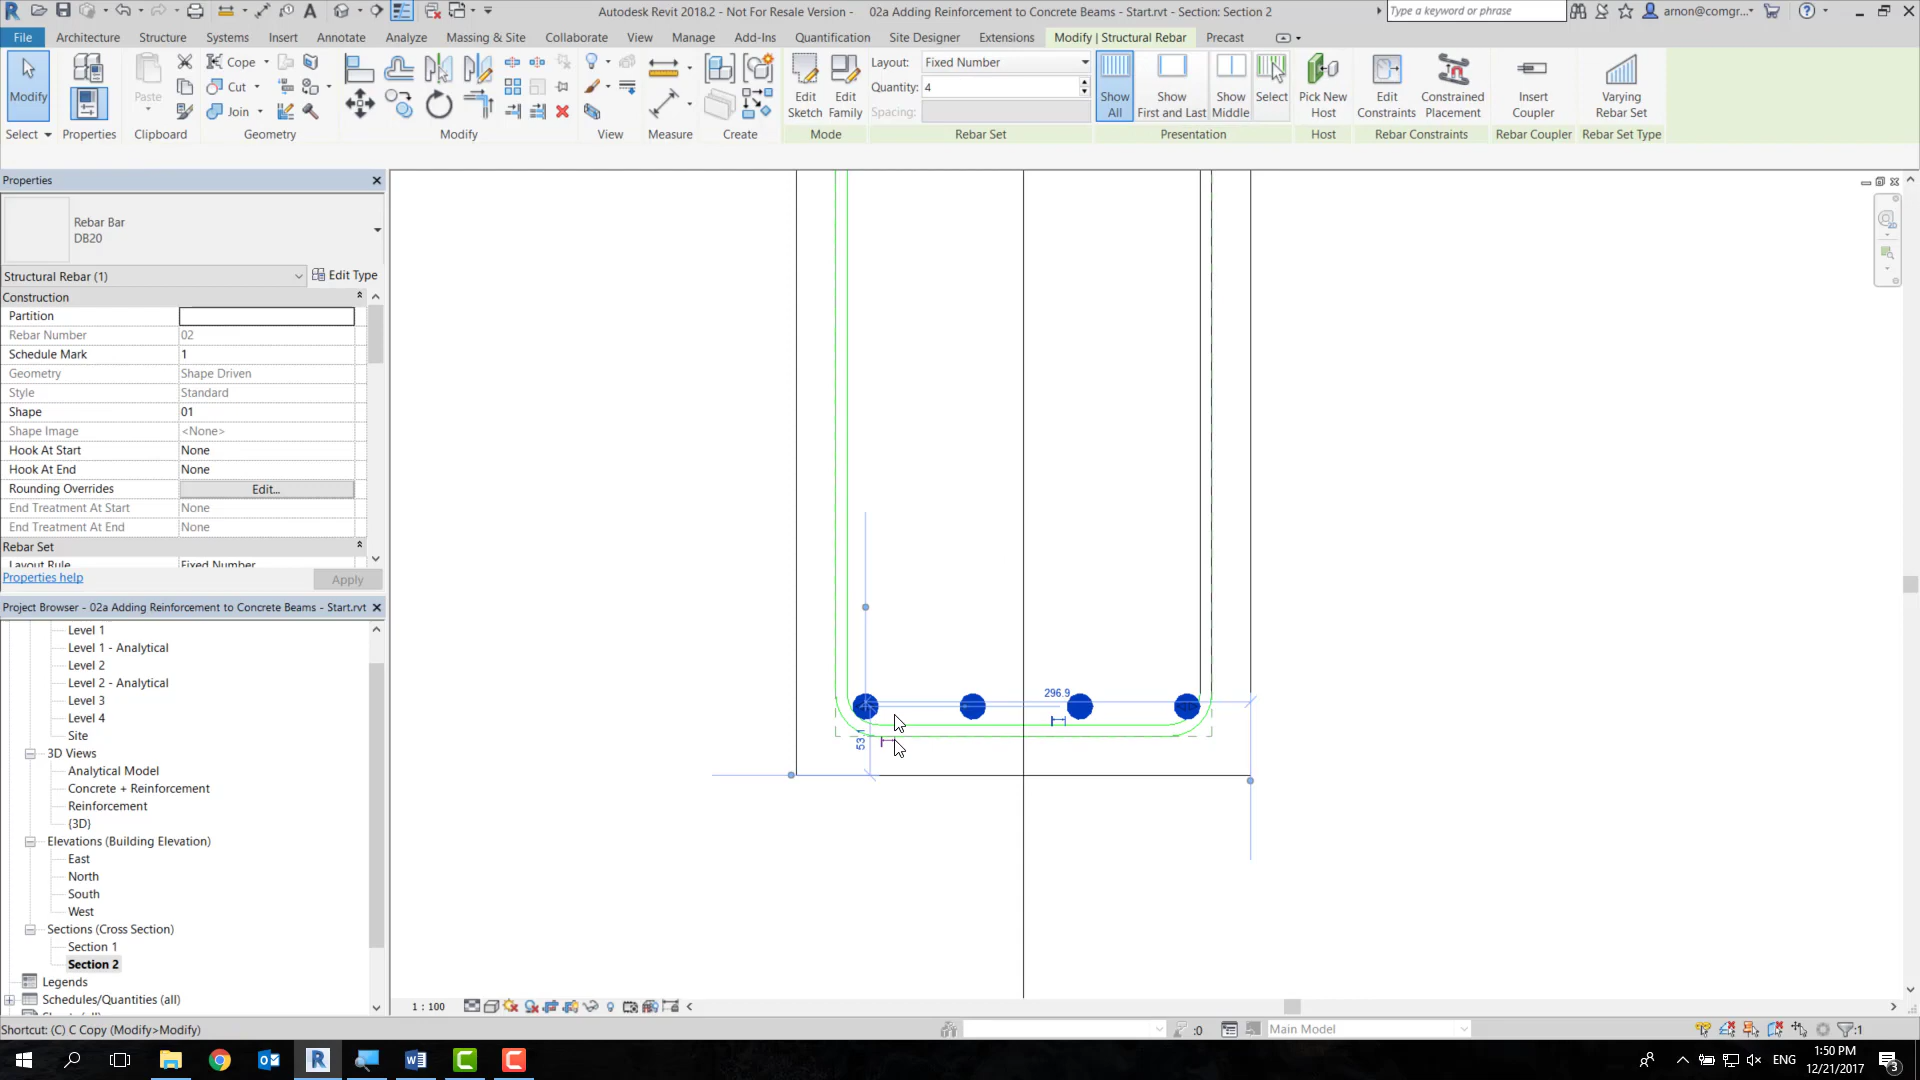 Autodesk Revit 2018.2 - Not For Resale Version - 02a Adding Reinforcement to Concrete Beams - Start.rvt - Section: Section 2
Type a keyword or phrase
arnon@comgr...
File Architecture Structure Systems Insert Annotate Analyze Massing & Site Collaborate View Manage Add-Ins Quantification Site Designer Extensions Modify | Structural Rebar Precast
Modify
Select
Properties
Paste
Clipboard
Cope
Cut
Join
Geometry
Modify
View
Measure
Create
Edit Sketch
Edit Family
Mode
Layout: Fixed Number
Quantity: 4
Spacing:
Rebar Set
Show All
Show First and Last
Show Middle
Select
Presentation
Pick New Host
Host
Edit Constraints
Constrained Placement
Rebar Constraints
Insert Coupler
Rebar Coupler
Varying Rebar Set
Rebar Set Type
Properties
Rebar Bar
DB20
Structural Rebar (1)
Edit Type
Construction
Partition
Rebar Number 02
Schedule Mark 1
Geometry Shape Driven
Style Standard
Shape 01
Shape Image <None>
Hook At Start None
Hook At End None
Rounding Overrides Edit...
End Treatment At Start None
End Treatment At End None
Rebar Set
Layout Rule Fixed Number
Properties help
Apply
Project Browser - 02a Adding Reinforcement to Concrete Beams - Start.rvt
Level 1
Level 1 - Analytical
Level 2
Level 2 - Analytical
Level 3
Level 4
Site
3D Views
Analytical Model
Concrete + Reinforcement
Reinforcement
{3D}
Elevations (Building Elevation)
East
North
South
West
Sections (Cross Section)
Section 1
Section 2
Legends
Schedules/Quantities (all)
296.9
1 : 100
Shortcut: (C) C Copy (Modify>Modify)
:0
Main Model
:1
ENG
1:50 PM
12/21/2017
3